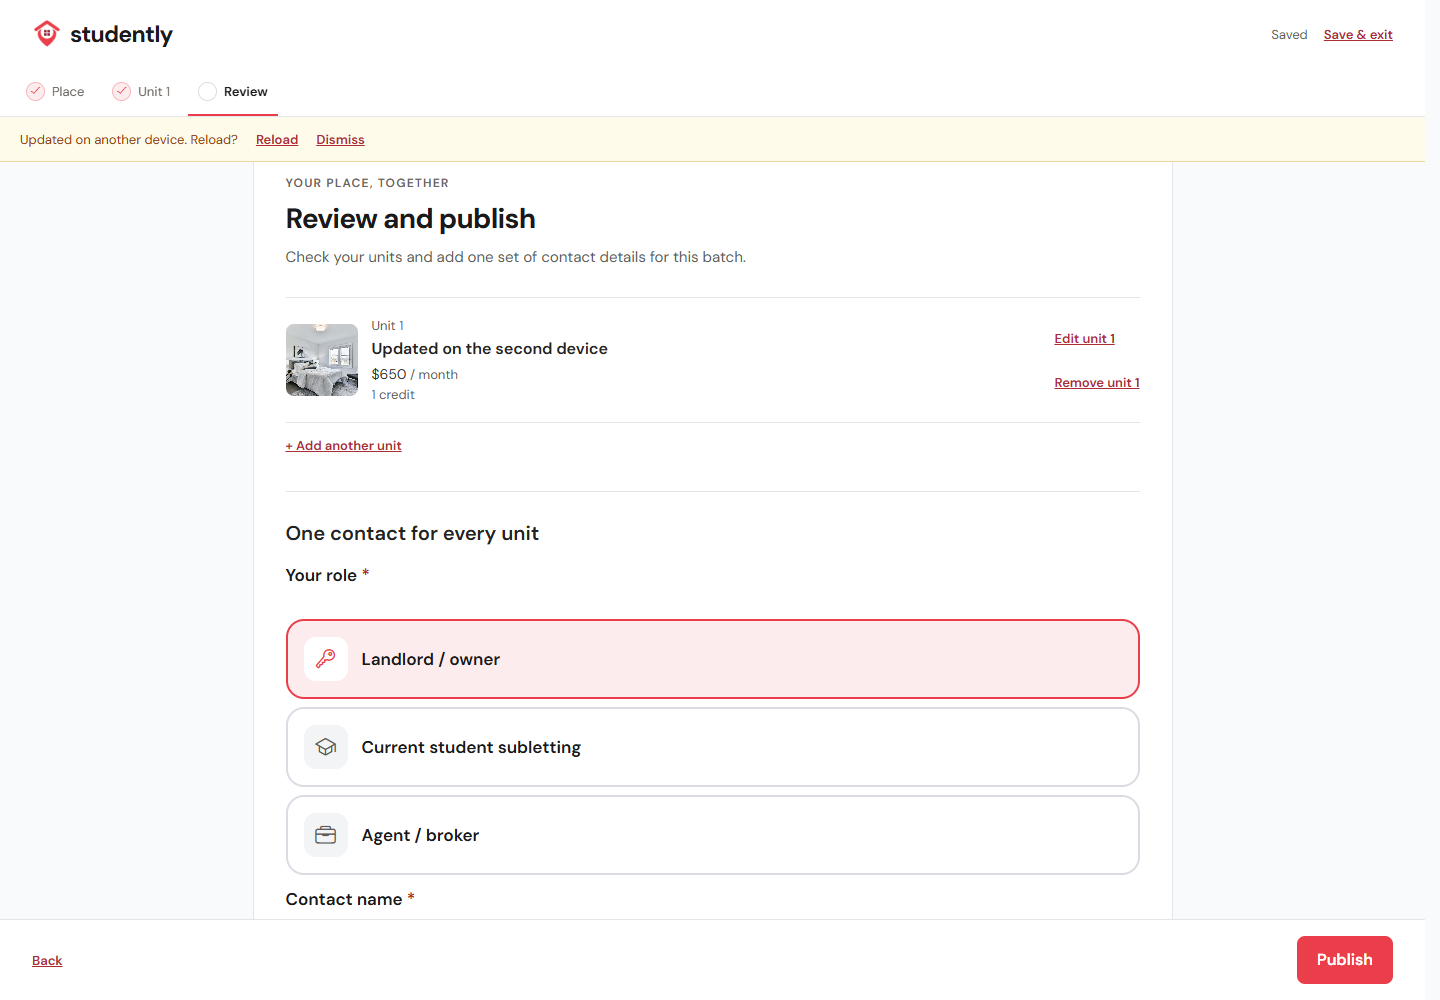 studently
Saved
Save & exit
Place
Unit 1
Review
Updated on another device. Reload?
Reload
Dismiss
YOUR PLACE, TOGETHER
Review and publish
Check your units and add one set of contact details for this batch.
Unit 1
Updated on the second device
$650 / month
1 credit
Edit unit 1
Remove unit 1
+ Add another unit
One contact for every unit
Your role *
Landlord / owner
Current student subletting
Agent / broker
Contact name *
Back
Publish